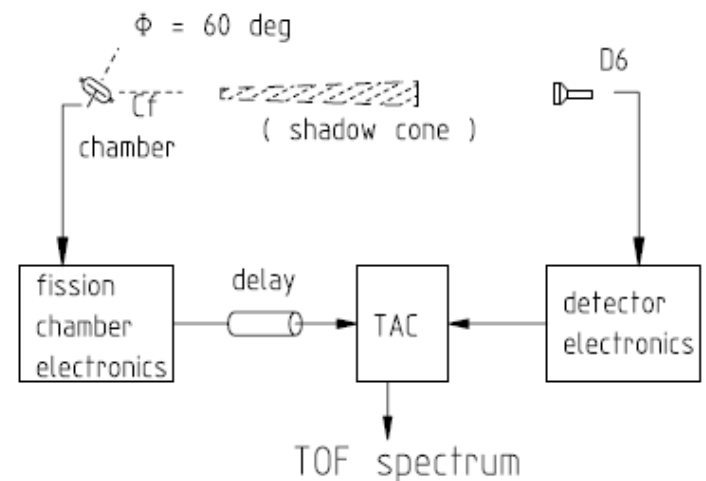 Φ = 60 deg
D6
Cf
chamber
( shadow cone )
fission
chamber
electronics
delay
TAC
detector
electronics
TOF spectrum